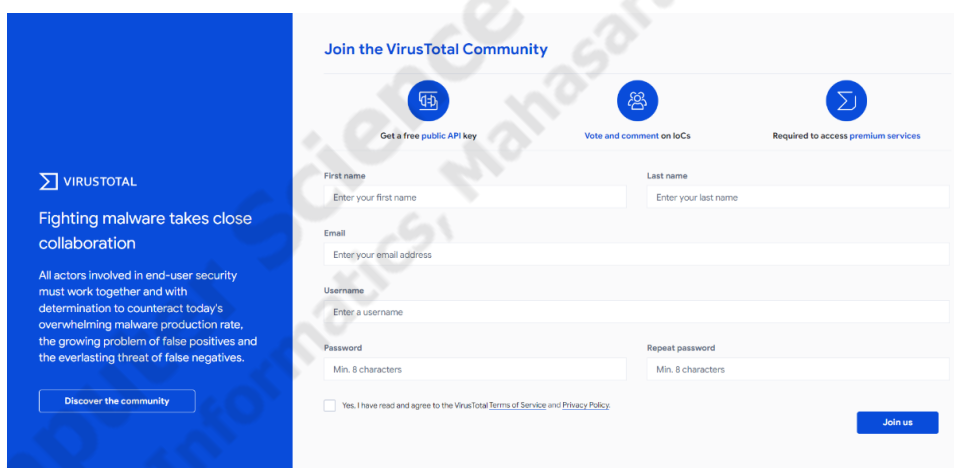 Join the VirusTotal Community
Get a free public API key
Vote and comment on IoCs
Required to access premium services
VIRUSTOTAL
Fighting malware takes close
collaboration
All actors involved in end-user security
must work together and with
determination to counteract today's
overwhelming malware production rate,
the growing problem of false positives and
the everlasting threat of false negatives.
Discover the community
First name
Last name
Enter your first name
Enter your last name
Email
Enter your email address
Username
Enter a username
Password
Repeat password
Min. 8 characters
Min. 8 characters
Yes, I have read and agree to the VirusTotal Terms of Service and Privacy Policy.
Join us
Science
Informatics, Mahasar